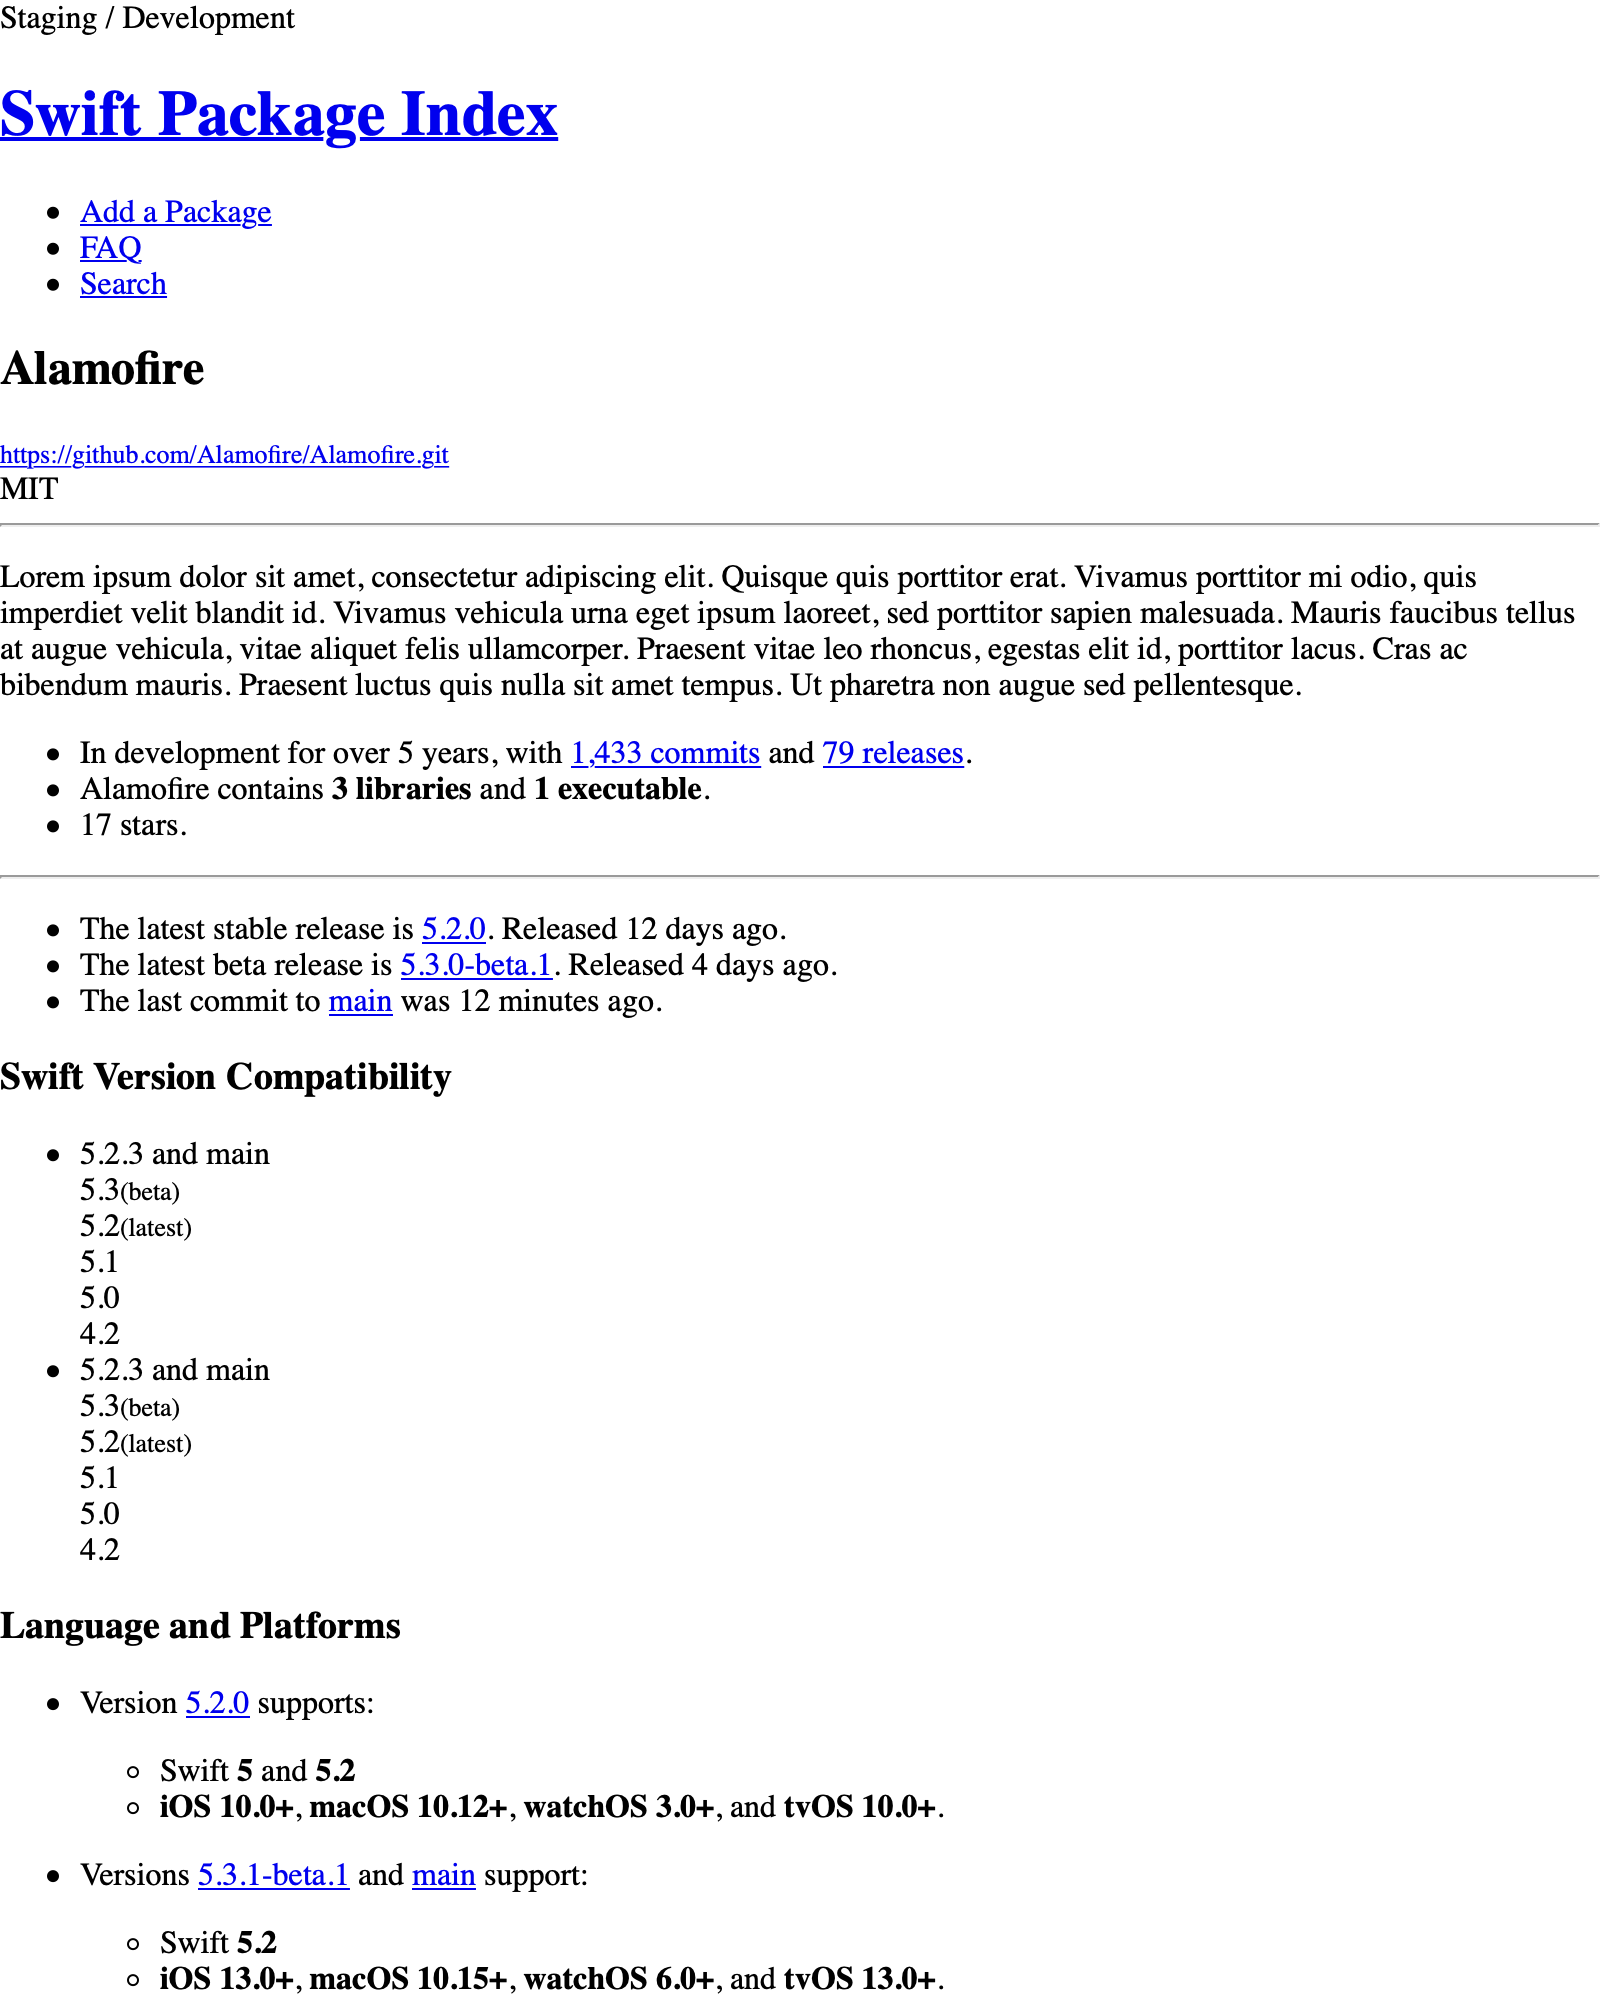 Staging / Development
Swift Package Index
Add a Package
FAQ
Search
Alamofire
https://github.com/Alamofire/Alamofire.git
MIT
Lorem ipsum dolor sit amet, consectetur adipiscing elit. Quisque quis porttitor erat. Vivamus porttitor mi odio, quis
imperdiet velit blandit id. Vivamus vehicula urna eget ipsum laoreet, sed porttitor sapien malesuada. Mauris faucibus tellus
at augue vehicula, vitae aliquet felis ullamcorper. Praesent vitae leo rhoncus, egestas elit id, porttitor lacus. Cras ac
bibendum mauris. Praesent luctus quis nulla sit amet tempus. Ut pharetra non augue sed pellentesque.
In development for over 5 years, with 1,433 commits and 79 releases.
Alamofire contains 3 libraries and 1 executable.
17 stars.
The latest stable release is 5.2.0. Released 12 days ago.
The latest beta release is 5.3.0-beta.1. Released 4 days ago.
The last commit to main was 12 minutes ago.
Swift Version Compatibility
5.2.3 and main
5.3(beta)
5.2(latest)
5.1
5.0
4.2
5.2.3 and main
5.3(beta)
5.2(latest)
5.1
5.0
4.2
Language and Platforms
Version 5.2.0 supports:
Swift 5 and 5.2
iOS 10.0+, macOS 10.12+, watchOS 3.0+, and tvOS 10.0+.
Versions 5.3.1-beta.1 and main support:
Swift 5.2
iOS 13.0+, macOS 10.15+, watchOS 6.0+, and tvOS 13.0+.